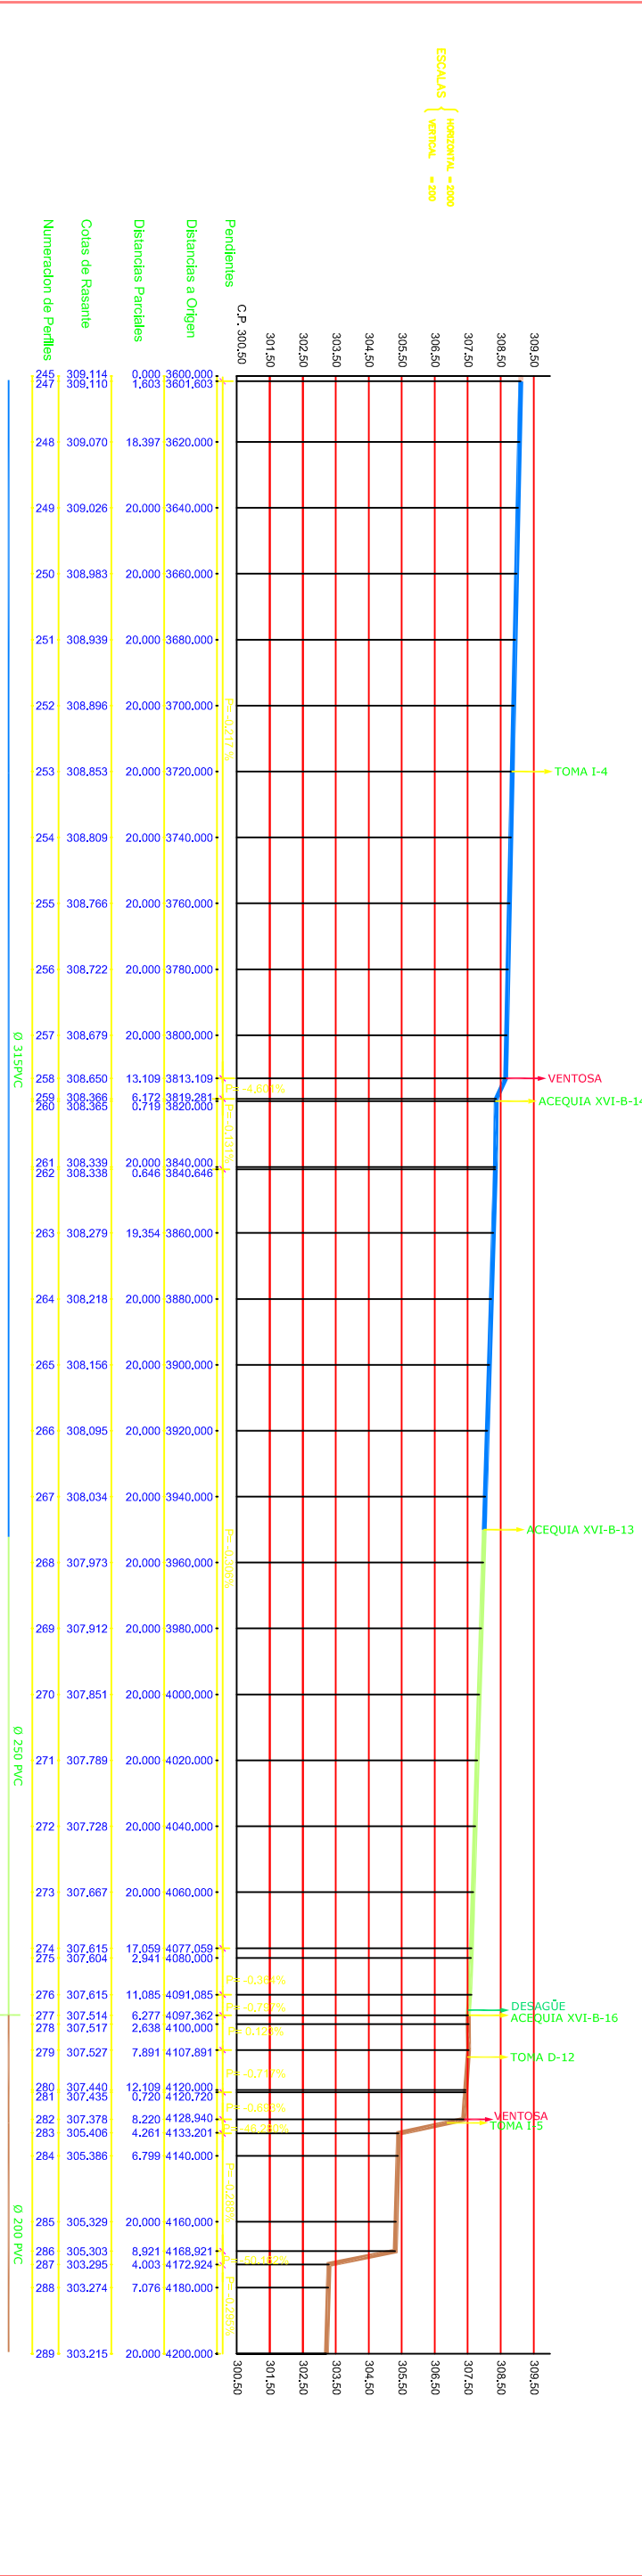 ESCALAS
HORIZONTAL = 2000
VERTICAL = 200
Pendientes
Distancias a Origen
Distancias Parciales
Cotas de Rasante
Numeracion de Perfiles
C.P. 300.50
301.50
302.50
303.50
304.50
305.50
306.50
307.50
308.50
309.50
245 309.114 0.000 3600.000
247 309.110 1.603 3601.603
248 309.070 18.397 3620.000
249 309.026 20.000 3640.000
250 308.983 20.000 3660.000
251 308.939 20.000 3680.000
252 308.896 20.000 3700.000
P= -0.217 %
253 308.853 20.000 3720.000
TOMA I-4
254 308.809 20.000 3740.000
255 308.766 20.000 3760.000
256 308.722 20.000 3780.000
257 308.679 20.000 3800.000
Ø 315PVC
258 308.650 13.109 3813.109
VENTOSA
259 308.366 6.172 3819.281
260 308.365 0.719 3820.000
ACEQUIA XVI-B-14
P= -0.131%
261 308.339 20.000 3840.000
262 308.338 0.646 3840.646
263 308.279 19.354 3860.000
264 308.218 20.000 3880.000
265 308.156 20.000 3900.000
266 308.095 20.000 3920.000
267 308.034 20.000 3940.000
ACEQUIA XVI-B-13
268 307.973 20.000 3960.000
269 307.912 20.000 3980.000
270 307.851 20.000 4000.000
Ø 250 PVC
271 307.789 20.000 4020.000
272 307.728 20.000 4040.000
273 307.667 20.000 4060.000
274 307.615 17.059 4077.059
275 307.604 2.941 4080.000
276 307.615 11.085 4091.085
DESAGÜE
277 307.514 6.277 4097.362
ACEQUIA XVI-B-16
278 307.517 2.638 4100.000
P= 0.123%
279 307.527 7.891 4107.891
TOMA D-12
P= -0.717%
280 307.440 12.109 4120.000
281 307.435 0.720 4120.720
282 307.378 8.220 4128.940
VENTOSA
TOMA I-5
283 305.406 4.261 4133.201
284 305.386 6.799 4140.000
P= -0.288%
285 305.329 20.000 4160.000
Ø 200 PVC
286 305.303 8.921 4168.921
287 303.295 4.003 4172.924
288 303.274 7.076 4180.000
P= -0.295%
289 303.215 20.000 4200.000
300.50
301.50
302.50
303.50
304.50
305.50
306.50
307.50
308.50
309.50